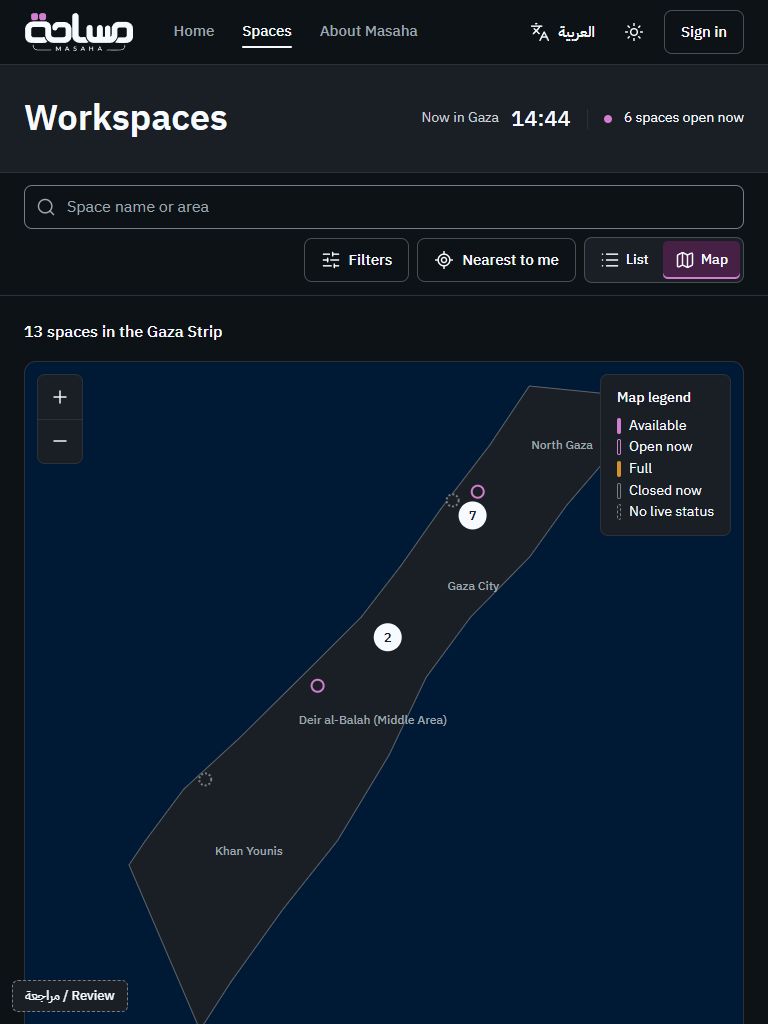 مساحة
MASAHA
Home
Spaces
About Masaha
العربية
Sign in
Workspaces
Now in Gaza 14:44
6 spaces open now
Space name or area
Filters
Nearest to me
List
Map
13 spaces in the Gaza Strip
+
−
Map legend
Available
Open now
Full
Closed now
No live status
North Gaza
7
Gaza City
2
Deir al-Balah (Middle Area)
Khan Younis
مراجعة / Review